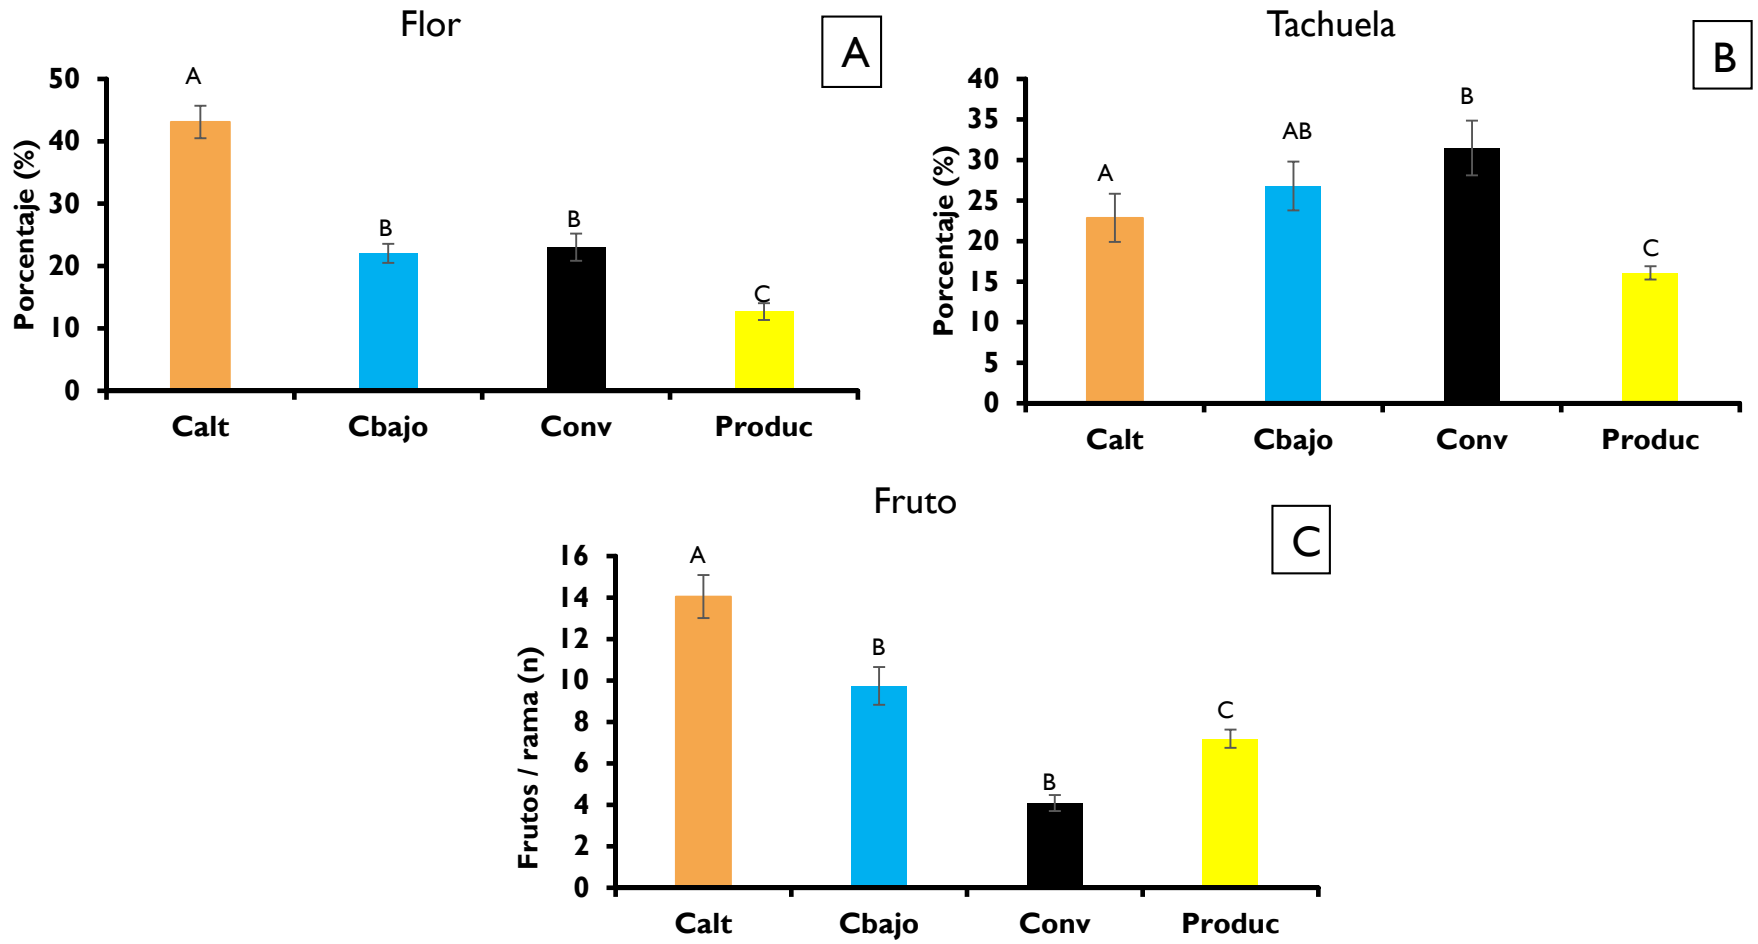 Flor
A
Porcentaje (%)
50
40
30
20
10
0
A
B
B
C
Calt Cbajo Conv Produc
Tachuela
B
Porcentaje (%)
40
35
30
25
20
15
10
5
0
A
AB
B
C
Calt Cbajo Conv Produc
Fruto
C
Frutos / rama (n)
16
14
12
10
8
6
4
2
0
A
B
B
C
Calt Cbajo Conv Produc